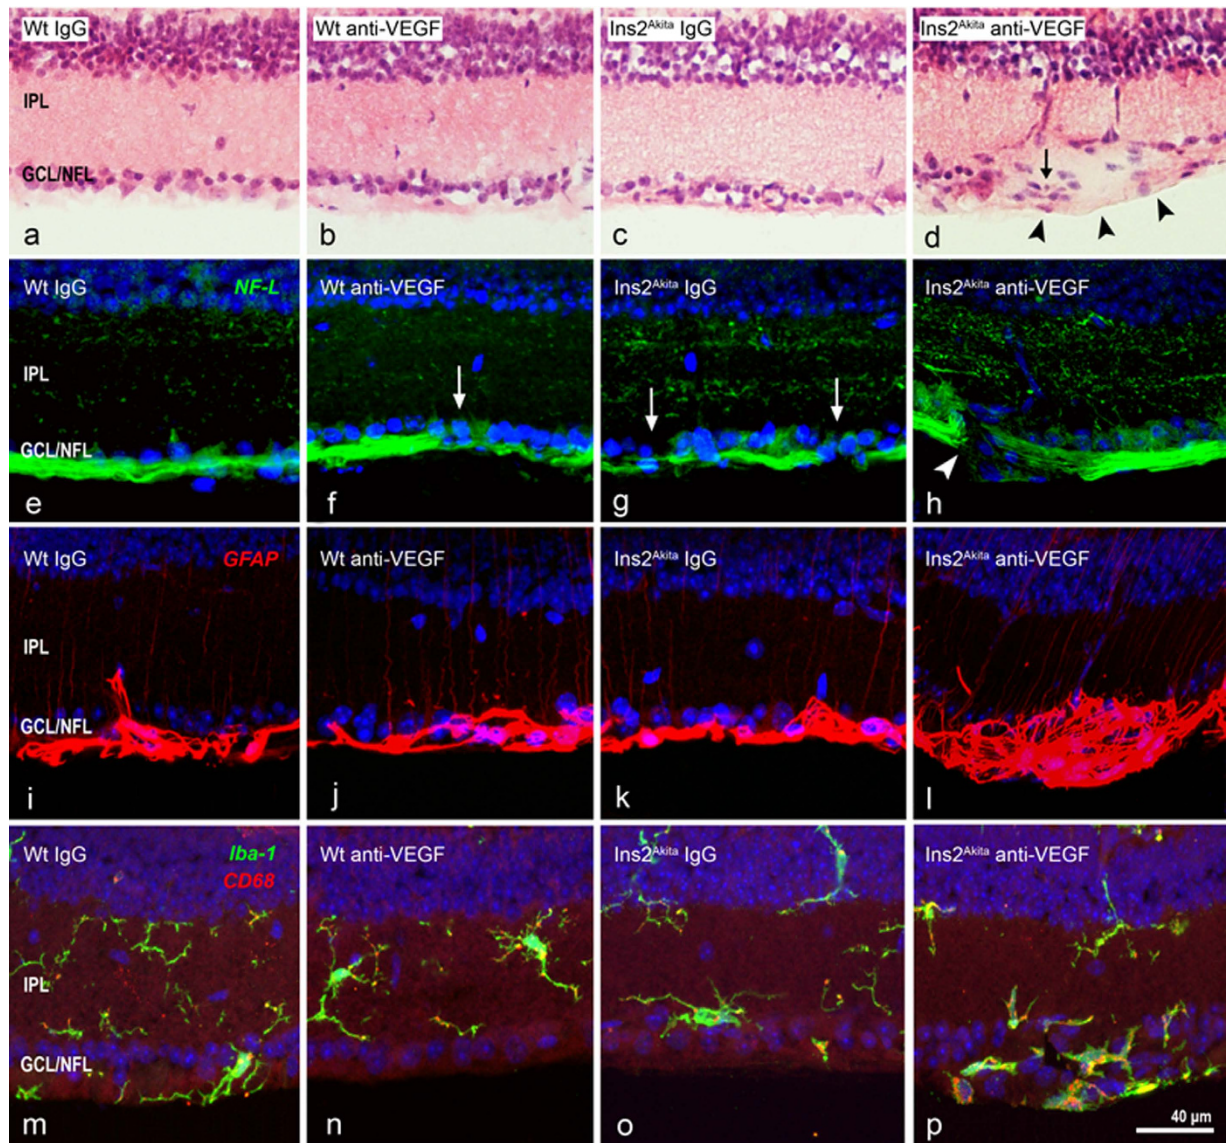 Wt IgG
Wt anti-VEGF
Ins2Akita IgG
Ins2Akita anti-VEGF
IPL
GCL/NFL
a
b
c
d
Wt IgG
NF-L
Wt anti-VEGF
Ins2Akita IgG
Ins2Akita anti-VEGF
IPL
GCL/NFL
e
f
g
h
Wt IgG
GFAP
Wt anti-VEGF
Ins2Akita IgG
Ins2Akita anti-VEGF
IPL
GCL/NFL
i
j
k
l
Wt IgG
Iba-1
CD68
Wt anti-VEGF
Ins2Akita IgG
Ins2Akita anti-VEGF
IPL
GCL/NFL
m
n
o
p
40 µm